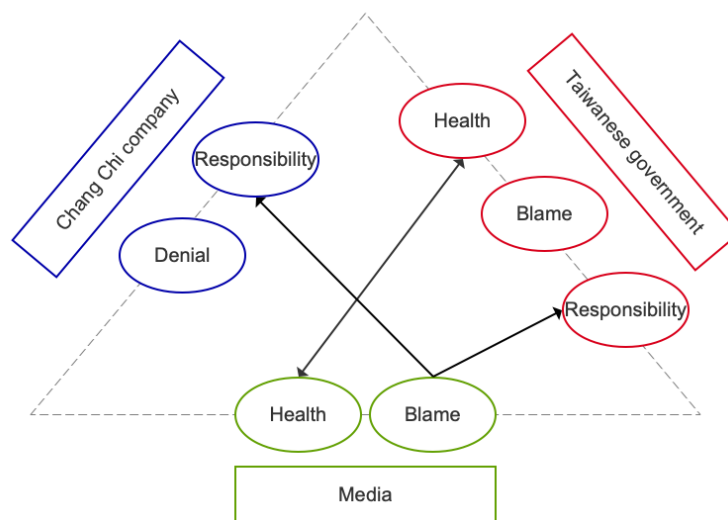 Chang Chi company
Taiwanese government
Health
Responsibility
Blame
Denial
Responsibility
Health
Blame
Media